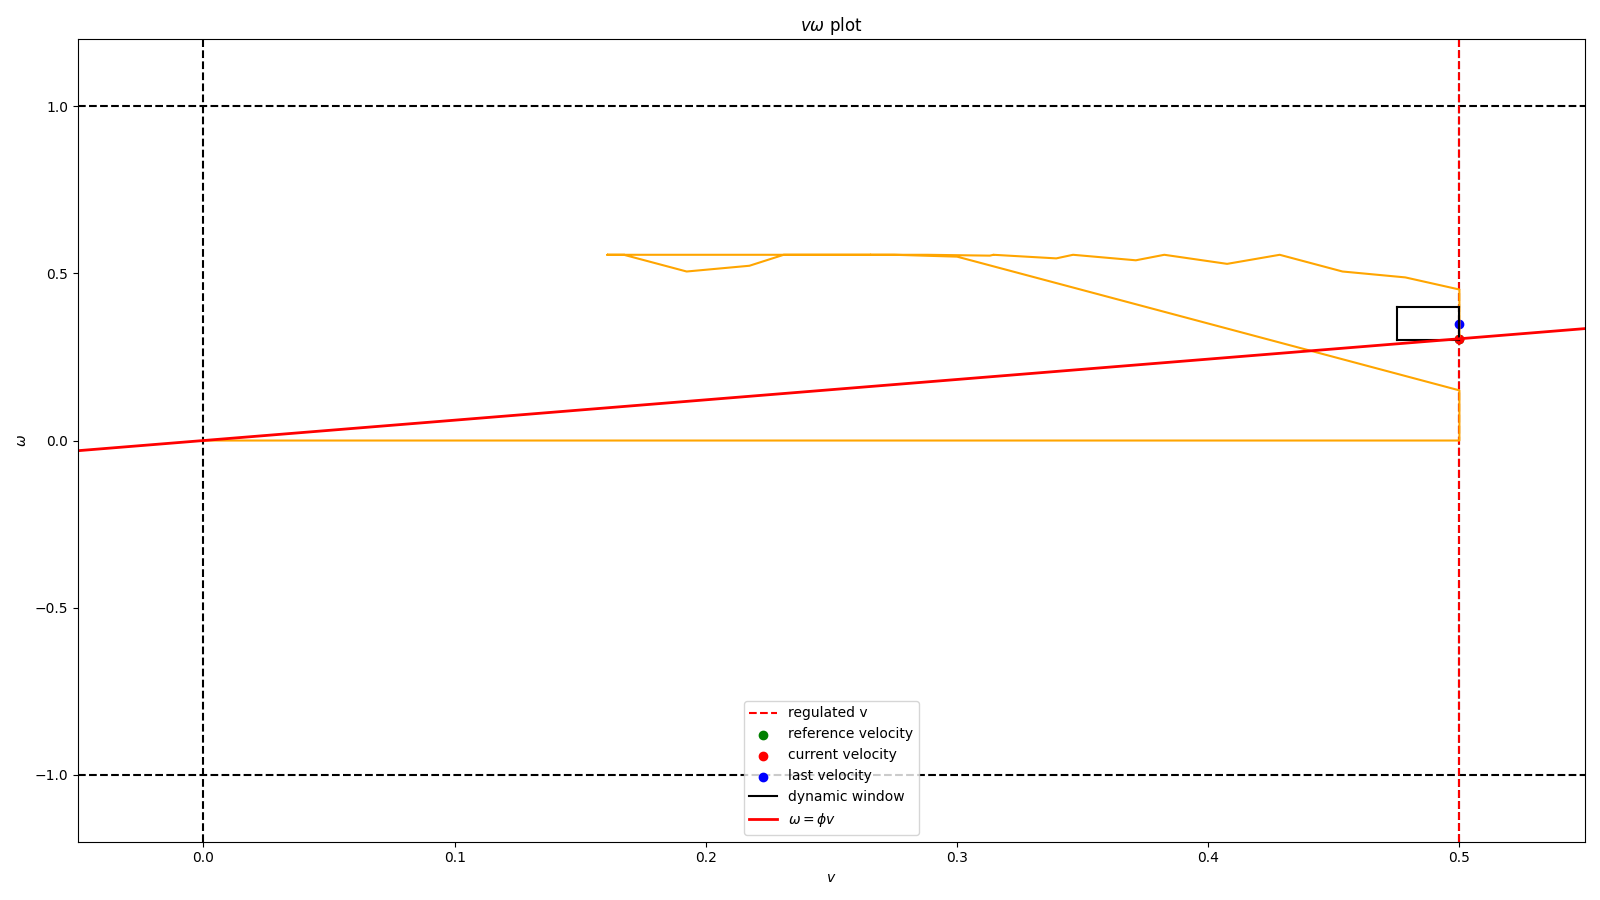 vω plot
1.0
0.5
0.0
−0.5
−1.0
ω
0.0 0.1 0.2 0.3 0.4 0.5
v
regulated v
reference velocity
current velocity
last velocity
dynamic window
ω = ϕv